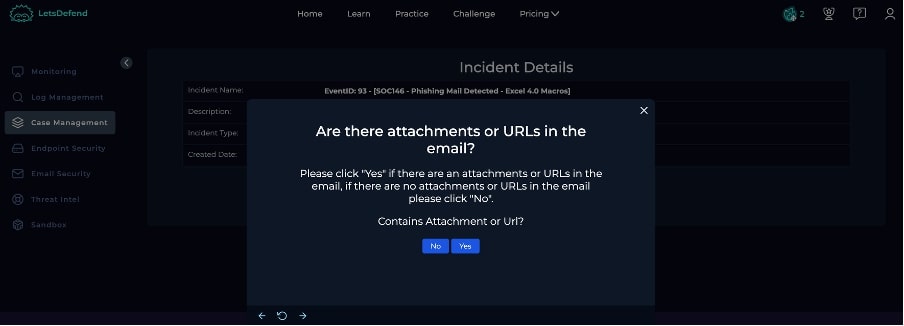 LetsDefend
Home Learn Practice Challenge Pricing
2
Monitoring
Log Management
Case Management
Endpoint Security
Email Security
Threat Intel
Sandbox
Incident Details
Incident Name: EventID: 93 - [SOC146 - Phishing Mail Detected - Excel 4.0 Macros]
Description:
Incident Type:
Created Date:
Are there attachments or URLs in the
email?
Please click "Yes" if there are an attachments or URLs in the
email, if there are no attachments or URLs in the email
please click "No".
Contains Attachment or Url?
No Yes